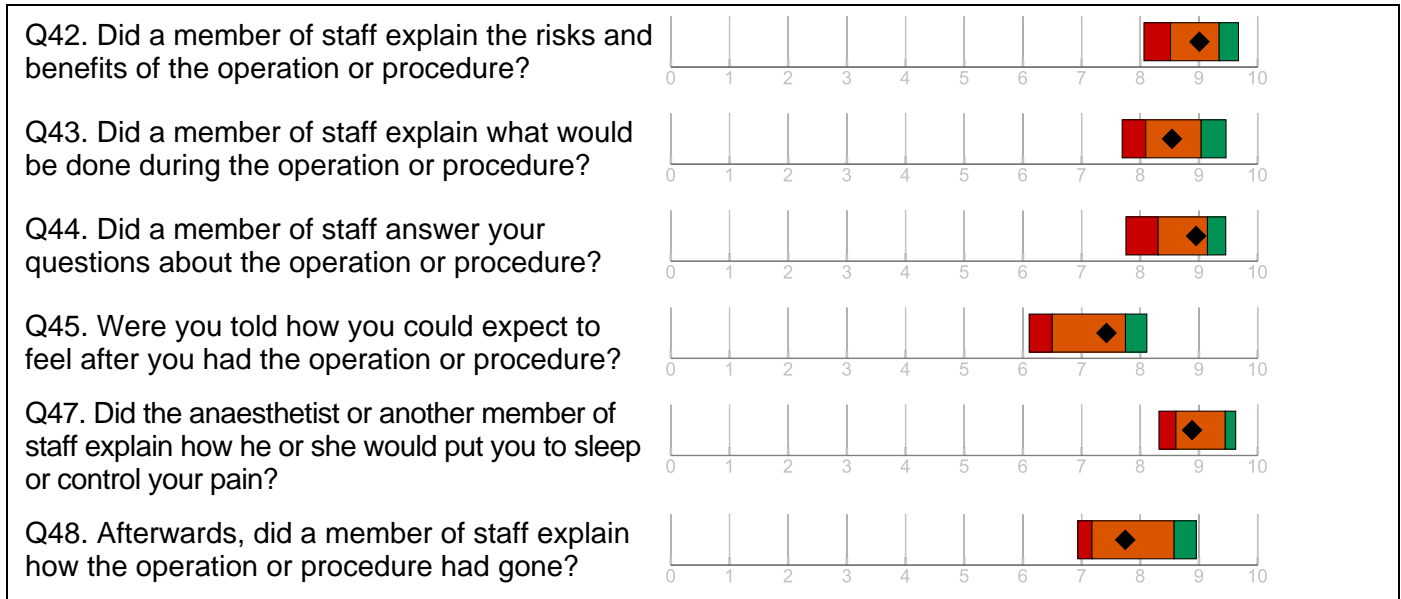 Q42. Did a member of staff explain the risks and
benefits of the operation or procedure?
0 1 2 3 4 5 6 7 8 9 10
Q43. Did a member of staff explain what would
be done during the operation or procedure?
0 1 2 3 4 5 6 7 8 9 10
Q44. Did a member of staff answer your
questions about the operation or procedure?
0 1 2 3 4 5 6 7 8 9 10
Q45. Were you told how you could expect to
feel after you had the operation or procedure?
0 1 2 3 4 5 6 7 8 9 10
Q47. Did the anaesthetist or another member of
staff explain how he or she would put you to sleep
or control your pain?
0 1 2 3 4 5 6 7 8 9 10
Q48. Afterwards, did a member of staff explain
how the operation or procedure had gone?
0 1 2 3 4 5 6 7 8 9 10